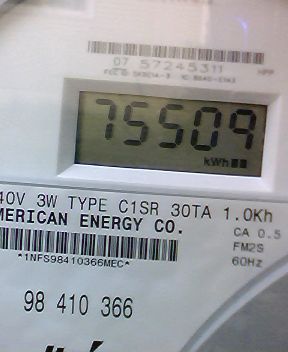 07 57245311
75509
kWh
40V 3W TYPE C1SR 30TA 1.0Kh
MERICAN ENERGY CO.
CA 0.5
FM2S
60Hz
*1NFS98410366MEC*
98 410 366